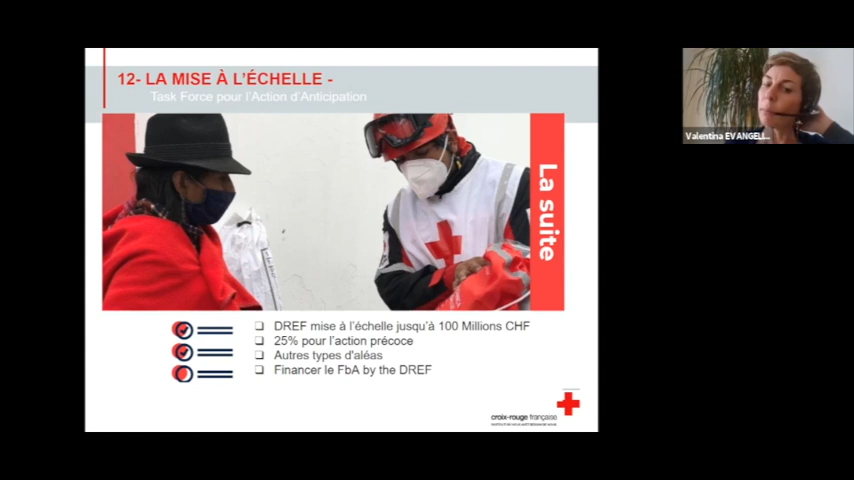 12- LA MISE À L'ÉCHELLE -
Task Force pour l'Action d'Anticipation
La suite
DREF mise à l'échelle jusqu'à 100 Millions CHF
25% pour l'action précoce
Autres types d'aléas
Financer le FbA by the DREF
croix-rouge française
Valentina EVANGELI...